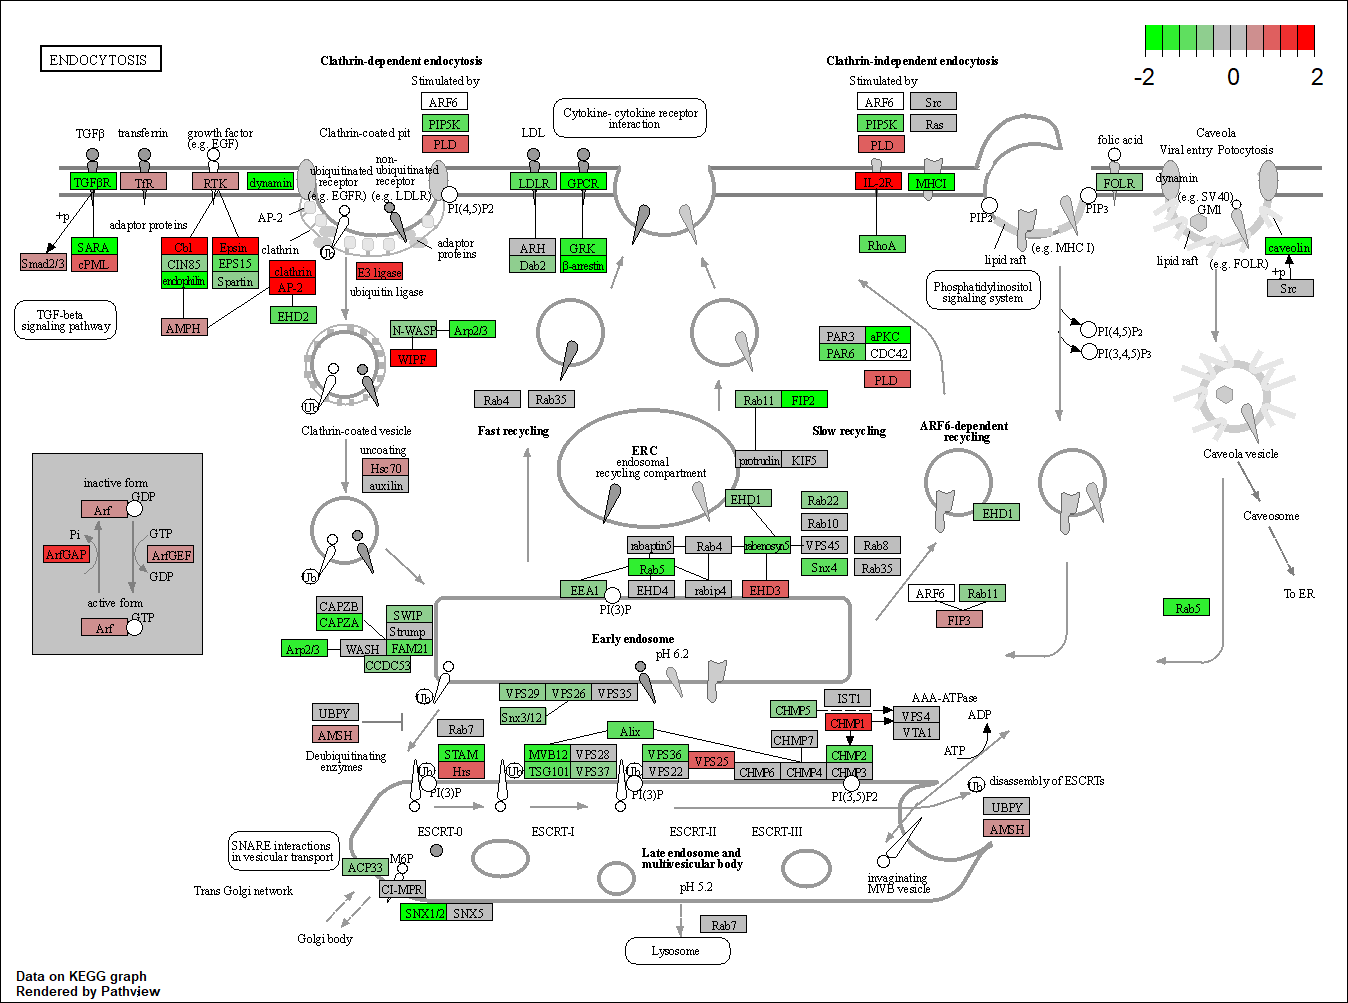 ENDOCYTOSIS
-2 0 2
Clathrin-dependent endocytosis
Stimulated by
ARF6
PIP5K
PLD
Clathrin-independent endocytosis
Stimulated by
ARF6 Src
PIP5K Ras
PLD
Cytokine- cytokine receptor
interaction
TGFβ transferrin growth factor
(e.g. EGF)
Clathrin-coated pit
LDL
folic acid
Caveola
Viral entry Potocytosis
TGFβR TfR RTK dynamin
ubiquitinated
receptor
(e.g. EGFR)
non-
ubiquitinated
receptor
(e.g. LDLR)
LDLR GPCR
IL-2R MHCI
FOLR
dynamin
(e.g. SV40)
GM1
+p
adaptor proteins
AP-2
clathrin
Ub
PI(4,5)P2
adaptor
proteins
PIP2
PIP3
lipid raft
(e.g. MHC I)
lipid raft
(e.g. FOLR)
caveolin
+p
Src
SARA
Smad2/3 cPML
Cbl Epsin
CIN85 EPS15
endophilin Spartin
clathrin
AP-2
EHD2
AMPH
E3 ligase
ubiquitin ligase
ARH
Dab2
GRK
β-arrestin
RhoA
TGF-beta
signaling pathway
Phosphatidylinositol
signaling system
N-WASP Arp2/3
WIPF
PAR3 aPKC
PAR6 CDC42
PLD
PI(4,5)P2
PI(3,4,5)P3
Ub
Clathrin-coated vesicle
uncoating
Hsc70
auxilin
Rab4 Rab35
Fast recycling
ERC
endosomal
recycling compartment
Rab11 FIP2
Slow recycling
protrudin KIF5
ARF6-dependent
recycling
EHD1
Caveola vesicle
Caveosome
To ER
inactive form
GDP
Arf
Pi GTP
ArfGAP ArfGEF
GDP
active form
GTP
Arf
Ub
EHD1 Rab22
Rab10
rabaptin5 Rab4 rabenosyn5 VPS45 Rab8
Rab5 Snx4 Rab35
EEA1 EHD4 rabip4 EHD3
PI(3)P
ARF6 Rab11
FIP3
Rab5
CAPZB
CAPZA
SWIP
Strump
Arp2/3 WASH FAM21
CCDC53
Early endosome
pH 6.2
Ub
VPS29 VPS26 VPS35
Snx3/12
UBPY
AMSH
Deubiquitinating
enzymes
Rab7
STAM
Hrs
Alix
MVB12 VPS28
TSG101 VPS37
VPS36
VPS22
VPS25
CHMP5
IST1
CHMP1
AAA-ATPase
VPS4
VTA1
CHMP7 CHMP2
CHMP6 CHMP4 CHMP3
ADP
ATP
Ub
PI(3)P
Ub
Ub
PI(3)P
PI(3,5)P2
Ub
disassembly of ESCRTs
UBPY
AMSH
ESCRT-0 ESCRT-I ESCRT-II ESCRT-III
SNARE interactions
in vesicular transport
Late endosome and
multivesicular body
pH 5.2
invaginating
MVB vesicle
ACP33
M6P
CI-MPR
Trans Golgi network
SNX1/2 SNX5
Golgi body
Rab7
Lysosome
Data on KEGG graph
Rendered by Pathview